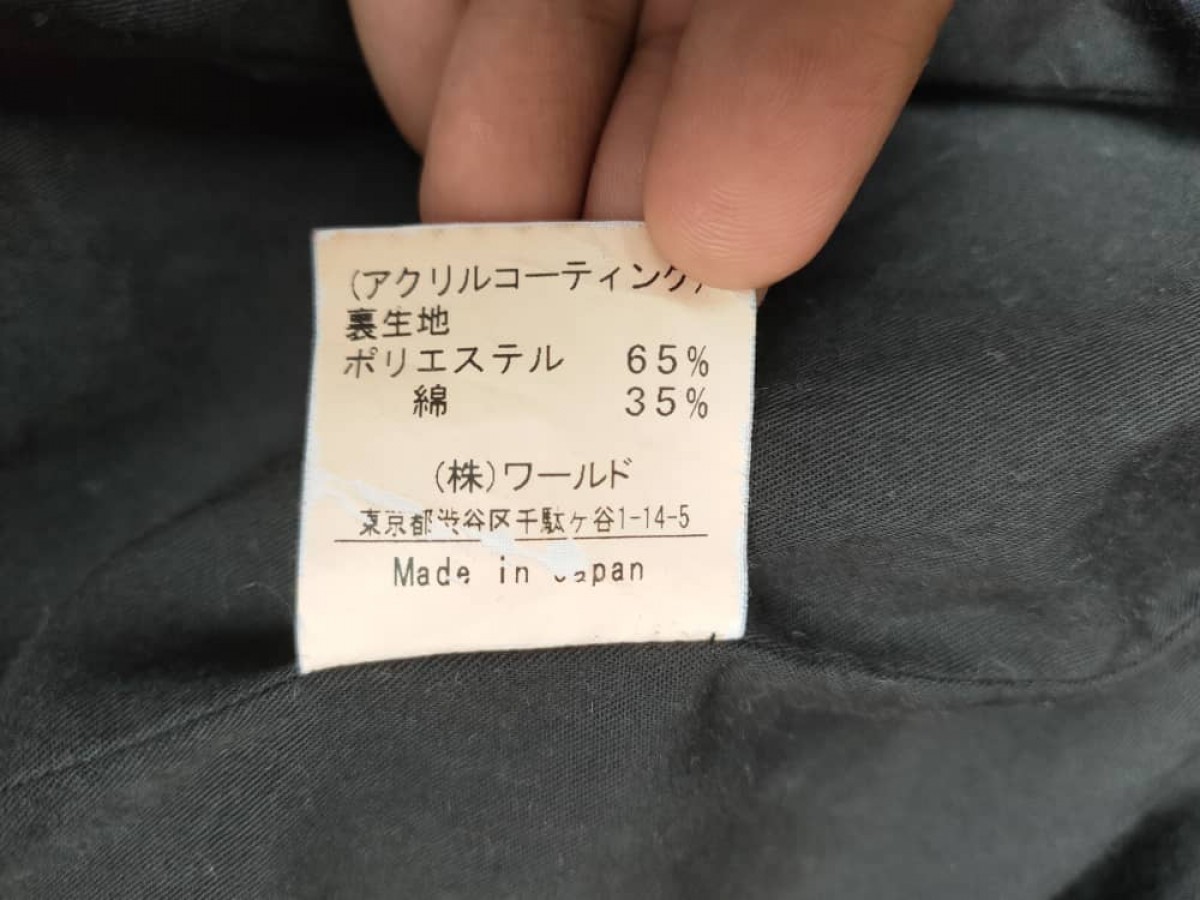 (アクリルコーティング)
裏生地
ポリエステル 65%
綿 35%
(株)ワールド
東京都渋谷区千駄ヶ谷1-14-5
Made in Japan